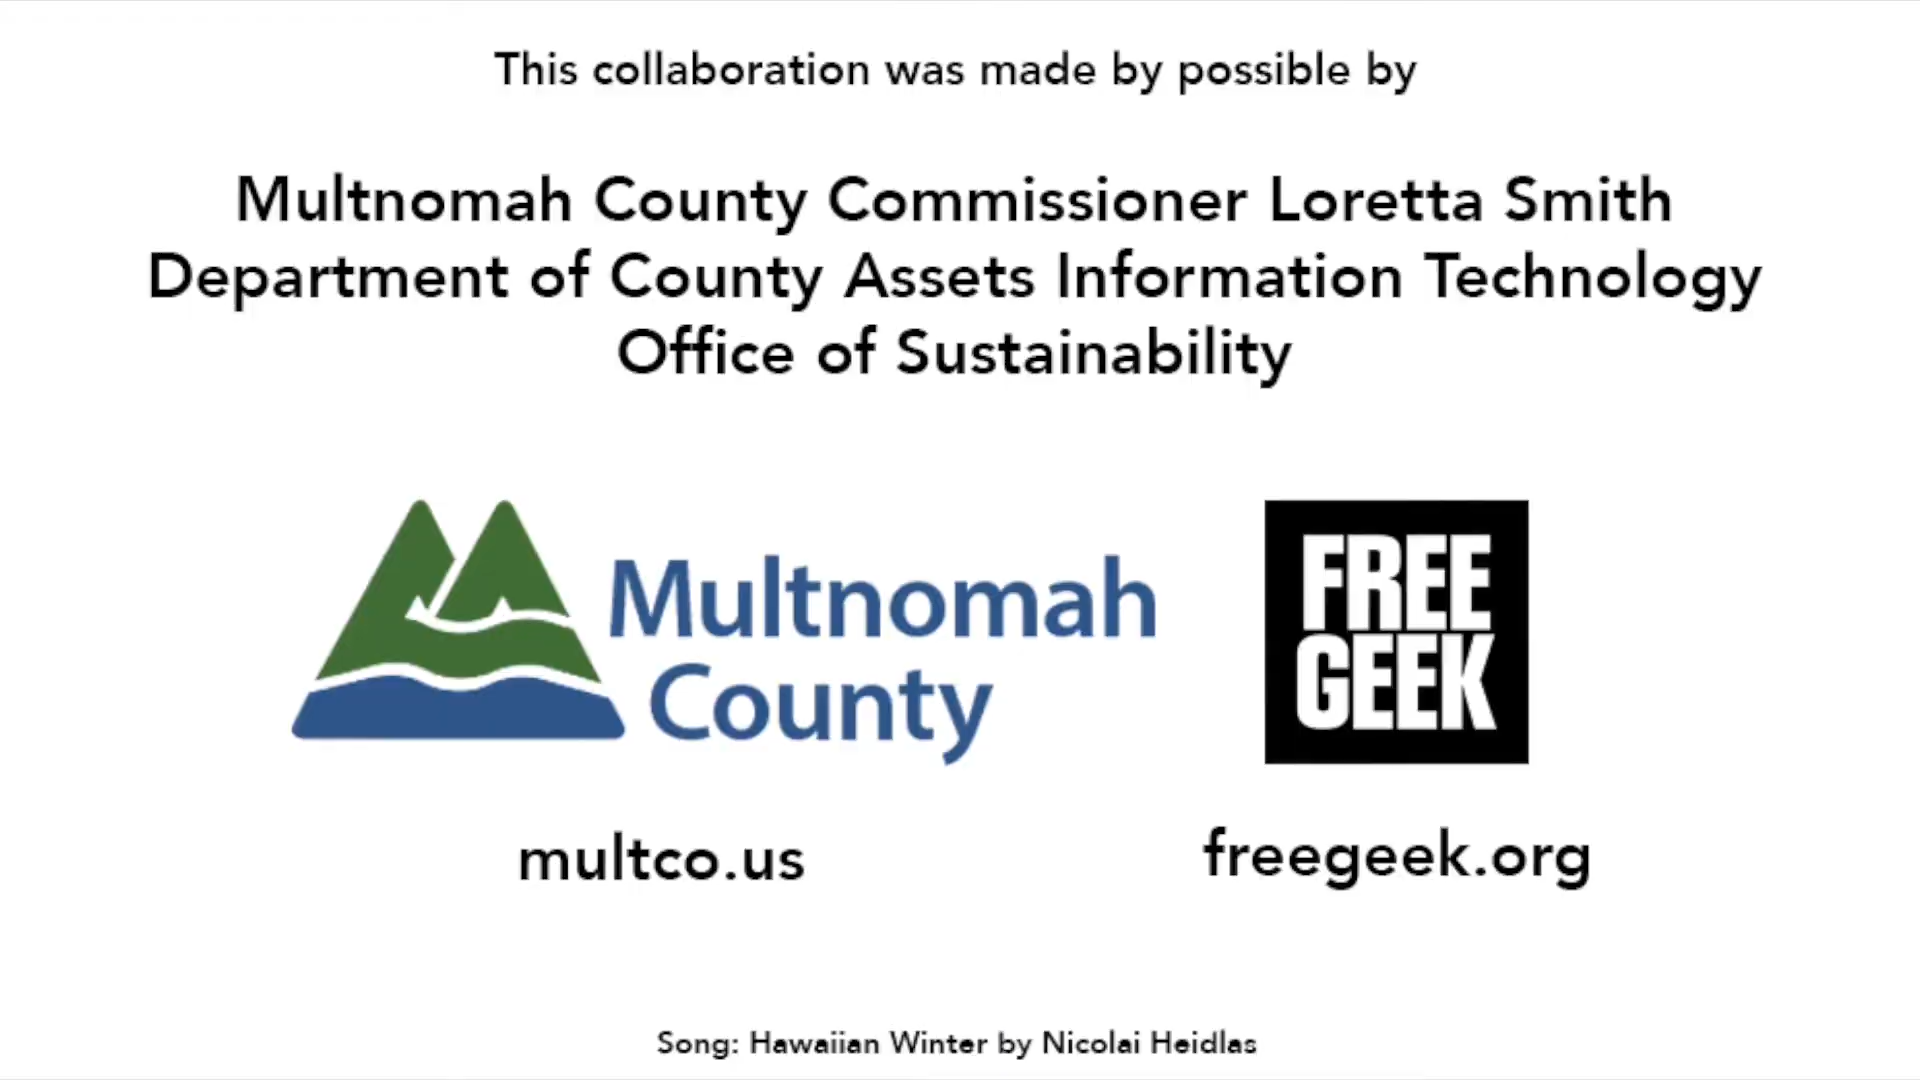 This collaboration was made by possible by
Multnomah County Commissioner Loretta Smith
Department of County Assets Information Technology
Office of Sustainability
Multnomah
County
FREE
GEEK
multco.us
freegeek.org
Song: Hawaiian Winter by Nicolai Heidlas